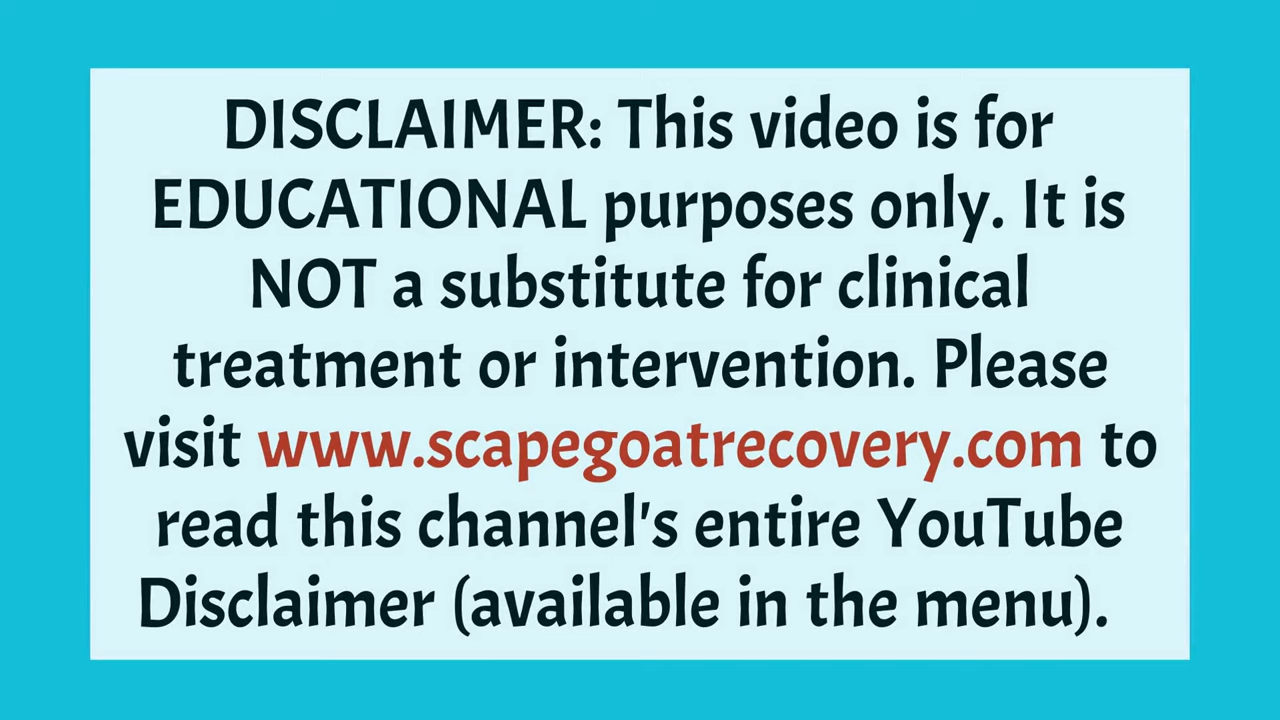 DISCLAIMER: This video is for
EDUCATIONAL purposes only. It is
NOT a substitute for clinical
treatment or intervention. Please
visit www.scapegoatrecovery.com to
read this channel's entire YouTube
Disclaimer (available in the menu).